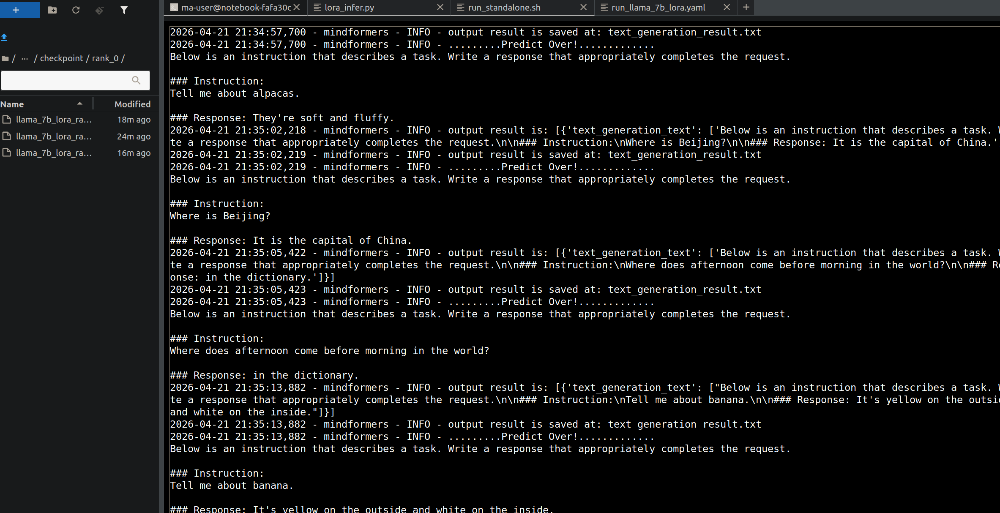 ma-user@notebook-fafa30c
lora_infer.py
run_standalone.sh
run_llama_7b_lora.yaml
/ ... / checkpoint / rank_0 /
Name Modified
llama_7b_lora_ra... 18m ago
llama_7b_lora_ra... 24m ago
llama_7b_lora_ra... 16m ago
2026-04-21 21:34:57,700 - mindformers - INFO - output result is saved at: text_generation_result.txt
2026-04-21 21:34:57,700 - mindformers - INFO - .........Predict Over!.............
Below is an instruction that describes a task. Write a response that appropriately completes the request.
### Instruction:
Tell me about alpacas.
### Response: They're soft and fluffy.
2026-04-21 21:35:02,218 - mindformers - INFO - output result is: [{'text_generation_text': ['Below is an instruction that describes a task.
te a response that appropriately completes the request.\n\n### Instruction:\nWhere is Beijing?\n\n### Response: It is the capital of China.'
2026-04-21 21:35:02,219 - mindformers - INFO - output result is saved at: text_generation_result.txt
2026-04-21 21:35:02,219 - mindformers - INFO - .........Predict Over!.............
Below is an instruction that describes a task. Write a response that appropriately completes the request.
### Instruction:
Where is Beijing?
### Response: It is the capital of China.
2026-04-21 21:35:05,422 - mindformers - INFO - output result is: [{'text_generation_text': ['Below is an instruction that describes a task.
te a response that appropriately completes the request.\n\n### Instruction:\nWhere does afternoon come before morning in the world?\n\n### Re
onse: in the dictionary.']}]
2026-04-21 21:35:05,423 - mindformers - INFO - output result is saved at: text_generation_result.txt
2026-04-21 21:35:05,423 - mindformers - INFO - .........Predict Over!.............
Below is an instruction that describes a task. Write a response that appropriately completes the request.
### Instruction:
Where does afternoon come before morning in the world?
### Response: in the dictionary.
2026-04-21 21:35:13,882 - mindformers - INFO - output result is: [{'text_generation_text': ["Below is an instruction that describes a task.
te a response that appropriately completes the request.\n\n### Instruction:\nTell me about banana.\n\n### Response: It's yellow on the outsi
and white on the inside."]}]
2026-04-21 21:35:13,882 - mindformers - INFO - output result is saved at: text_generation_result.txt
2026-04-21 21:35:13,882 - mindformers - INFO - .........Predict Over!.............
Below is an instruction that describes a task. Write a response that appropriately completes the request.
### Instruction:
Tell me about banana.
### Response: It's yellow on the outside and white on the inside.